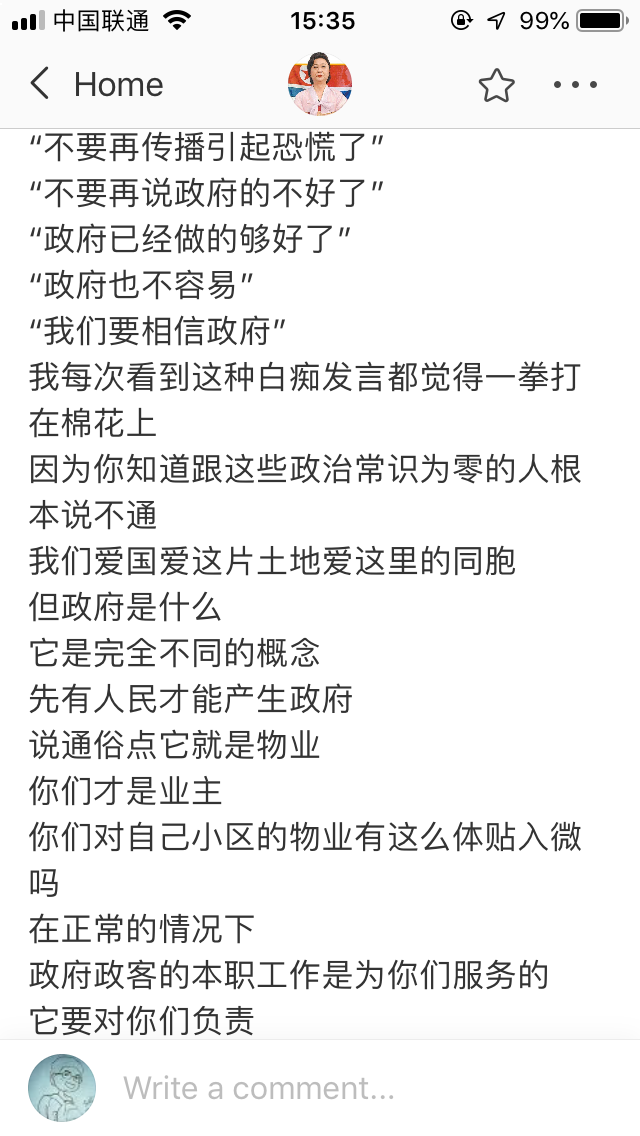 中国联通
15:35
99%
Home
“不要再传播引起恐慌了”
“不要再说政府的不好了”
“政府已经做的够好了”
“政府也不容易”
“我们要相信政府”
我每次看到这种白痴发言都觉得一拳打
在棉花上
因为你知道跟这些政治常识为零的人根
本说不通
我们爱国爱这片土地爱这里的同胞
但政府是什么
它是完全不同的概念
先有人民才能产生政府
说通俗点它就是物业
你们才是业主
你们对自己小区的物业有这么体贴入微
吗
在正常的情况下
政府政客的本职工作是为你们服务的
它要对你们负责
Write a comment...